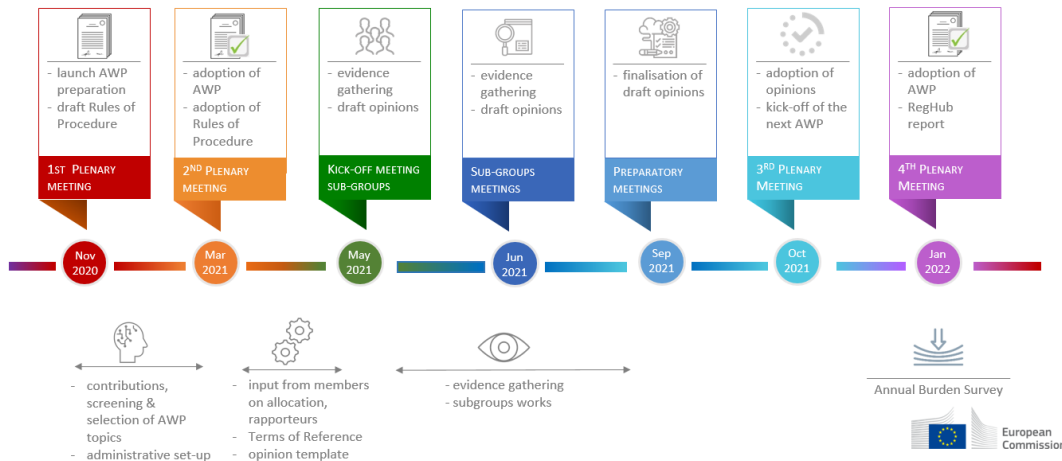 - launch AWP
preparation
- draft Rules of
Procedure
1ST PLENARY
MEETING
- adoption of
AWP
- adoption of
Rules of
Procedure
2ND PLENARY
MEETING
- evidence
gathering
- draft opinions
KICK-OFF MEETING
SUB-GROUPS
- evidence
gathering
- draft opinions
SUB-GROUPS
MEETINGS
- finalisation of
draft opinions
PREPARATORY
MEETINGS
- adoption of
opinions
- kick-off of the
next AWP
3RD PLENARY
MEETING
- adoption of
AWP
- RegHub
report
4TH PLENARY
MEETING
Nov
2020
Mar
2021
May
2021
Jun
2021
Sep
2021
Oct
2021
Jan
2022
- contributions,
screening &
selection of AWP
topics
- administrative set-up
- input from members
on allocation,
rapporteurs
- Terms of Reference
- opinion template
- evidence gathering
- subgroups works
Annual Burden Survey
European
Commission